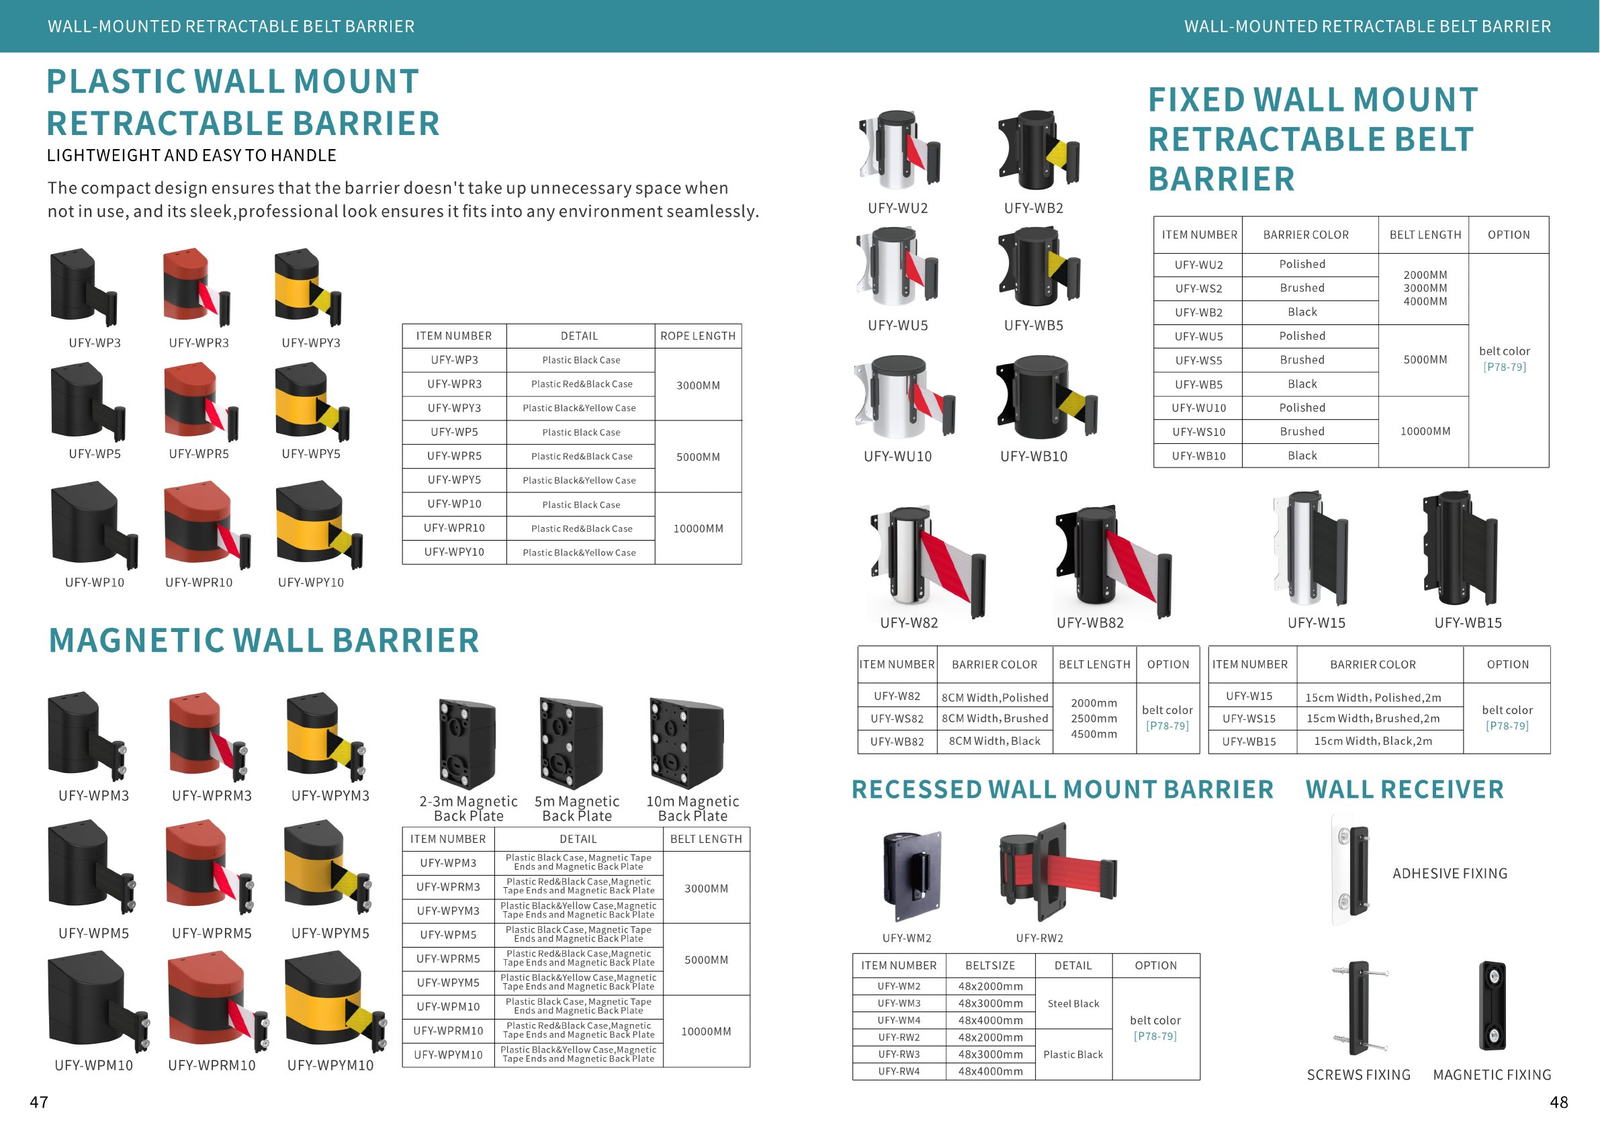 WALL-MOUNTED RETRACTABLE BELT BARRIER
PLASTIC WALL MOUNT
RETRACTABLE BARRIER
LIGHTWEIGHT AND EASY TO HANDLE
The compact design ensures that the barrier doesn't take up unnecessary space when
not in use, and its sleek,professional look ensures it fits into any environment seamlessly.
UFY-WP3 UFY-WPR3 UFY-WPY3
UFY-WP5 UFY-WPR5 UFY-WPY5
UFY-WP10 UFY-WPR10 UFY-WPY10
ITEM NUMBER DETAIL ROPE LENGTH
UFY-WP3 Plastic Black Case
UFY-WPR3 Plastic Red&Black Case 3000MM
UFY-WPY3 Plastic Black&Yellow Case
UFY-WP5 Plastic Black Case
UFY-WPR5 Plastic Red&Black Case 5000MM
UFY-WPY5 Plastic Black&Yellow Case
UFY-WP10 Plastic Black Case
UFY-WPR10 Plastic Red&Black Case 10000MM
UFY-WPY10 Plastic Black&Yellow Case
MAGNETIC WALL BARRIER
UFY-WPM3 UFY-WPRM3 UFY-WPYM3
UFY-WPM5 UFY-WPRM5 UFY-WPYM5
UFY-WPM10 UFY-WPRM10 UFY-WPYM10
2-3m Magnetic
Back Plate
5m Magnetic
Back Plate
10m Magnetic
Back Plate
ITEM NUMBER DETAIL BELT LENGTH
UFY-WPM3 Plastic Black Case, Magnetic Tape
Ends and Magnetic Back Plate
UFY-WPRM3 Plastic Red&Black Case,Magnetic
Tape Ends and Magnetic Back Plate
3000MM
UFY-WPYM3 Plastic Black&Yellow Case,Magnetic
Tape Ends and Magnetic Back Plate
UFY-WPM5 Plastic Black Case, Magnetic Tape
Ends and Magnetic Back Plate
UFY-WPRM5 Plastic Red&Black Case,Magnetic
Tape Ends and Magnetic Back Plate
5000MM
UFY-WPYM5 Plastic Black&Yellow Case,Magnetic
Tape Ends and Magnetic Back Plate
UFY-WPM10 Plastic Black Case, Magnetic Tape
Ends and Magnetic Back Plate
UFY-WPRM10 Plastic Red&Black Case,Magnetic
Tape Ends and Magnetic Back Plate
10000MM
UFY-WPYM10 Plastic Black&Yellow Case,Magnetic
Tape Ends and Magnetic Back Plate
47
WALL-MOUNTED RETRACTABLE BELT BARRIER
UFY-WU2 UFY-WB2
UFY-WU5 UFY-WB5
UFY-WU10 UFY-WB10
FIXED WALL MOUNT
RETRACTABLE BELT
BARRIER
ITEM NUMBER BARRIER COLOR BELT LENGTH OPTION
UFY-WU2 Polished
UFY-WS2 Brushed
UFY-WB2 Black
2000MM
3000MM
4000MM
UFY-WU5 Polished
UFY-WS5 Brushed 5000MM
UFY-WB5 Black
UFY-WU10 Polished
UFY-WS10 Brushed 10000MM
UFY-WB10 Black
belt color
[P78-79]
UFY-W82 UFY-WB82 UFY-W15 UFY-WB15
ITEM NUMBER BARRIER COLOR BELT LENGTH OPTION
UFY-W82 8CM Width,Polished
UFY-WS82 8CM Width, Brushed
UFY-WB82 8CM Width, Black
2000mm
2500mm
4500mm
belt color
[P78-79]
ITEM NUMBER BARRIER COLOR OPTION
UFY-W15 15cm Width, Polished,2m
UFY-WS15 15cm Width, Brushed,2m
UFY-WB15 15cm Width, Black,2m
belt color
[P78-79]
RECESSED WALL MOUNT BARRIER
UFY-WM2 UFY-RW2
ITEM NUMBER BELTSIZE DETAIL OPTION
UFY-WM2 48x2000mm
UFY-WM3 48x3000mm Steel Black
UFY-WM4 48x4000mm
UFY-RW2 48x2000mm
UFY-RW3 48x3000mm Plastic Black
UFY-RW4 48x4000mm
belt color
[P78-79]
WALL RECEIVER
ADHESIVE FIXING
SCREWS FIXING MAGNETIC FIXING
48